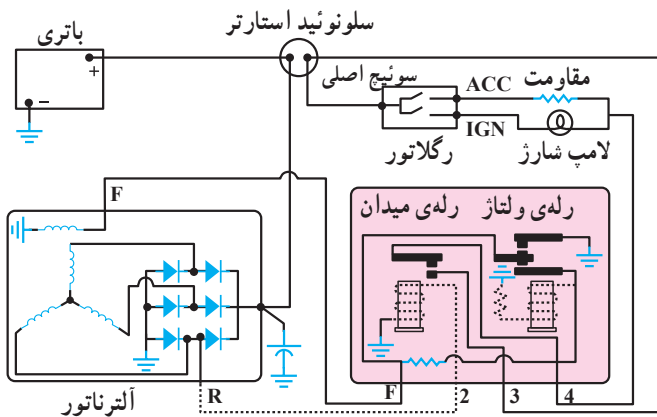 باتری
سلونوئید استارتر
+
−
سوئیچ اصلی
ACC
مقاومت
IGN
رگلاتور
لامپ شارژ
F
رله‌ی میدان
رله‌ی ولتاژ
F
2
3
4
R
آلترناتور